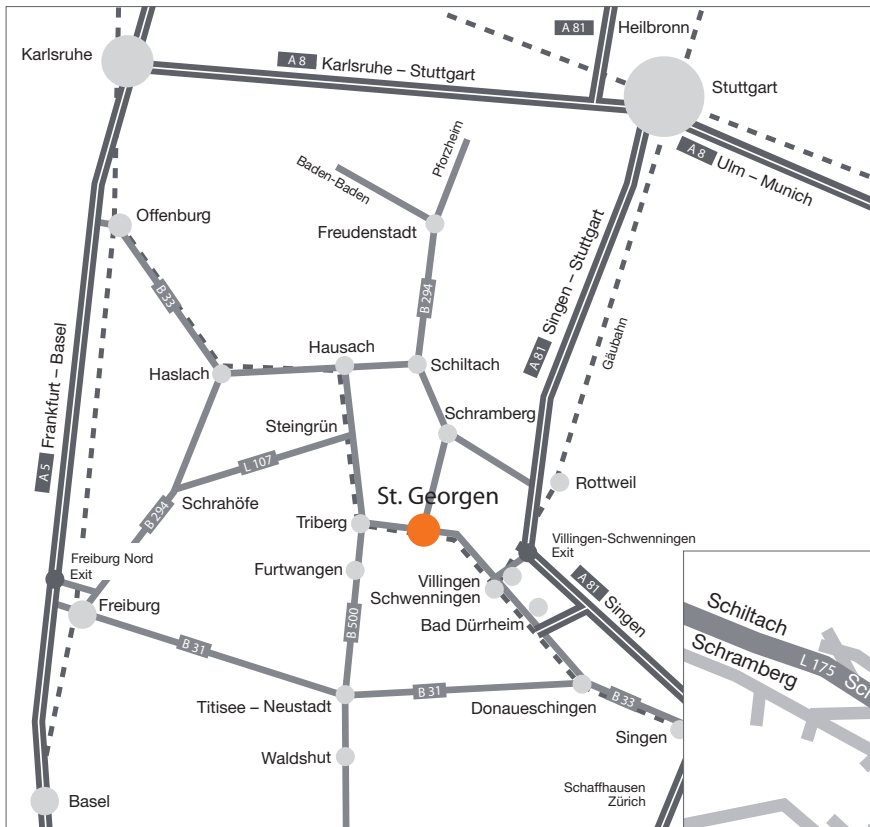 A 81
Heilbronn
Karlsruhe
A 8
Karlsruhe – Stuttgart
Stuttgart
A 8
Ulm – Munich
Baden-Baden
Pforzheim
Offenburg
Freudenstadt
B 33
B 294
A 81
Singen – Stuttgart
Gäubahn
Hausach
Haslach
Schiltach
A 5
Frankfurt – Basel
Steingrün
Schramberg
L 107
Rottweil
Schrahöfe
B 294
St. Georgen
Triberg
Villingen-Schwenningen
Exit
Freiburg Nord
Exit
Furtwangen
Villingen
Schwenningen
A 81
Singen
Freiburg
Bad Dürrheim
B 500
B 31
B 31
Titisee – Neustadt
Donaueschingen
B 33
Singen
Waldshut
Schaffhausen
Zürich
Basel
Schiltach
L 175
Schramberg